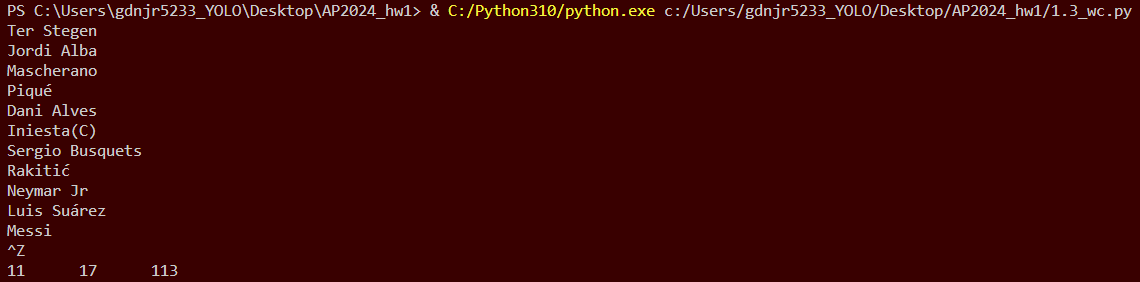 PS C:\Users\gdnjr5233_YOLO\Desktop\AP2024_hw1> & C:/Python310/python.exe c:/Users/gdnjr5233_YOLO/Desktop/AP2024_hw1/1.3_wc.py
Ter Stegen
Jordi Alba
Mascherano
Piqué
Dani Alves
Iniesta(C)
Sergio Busquets
Rakitić
Neymar Jr
Luis Suárez
Messi
^Z
11      17      113